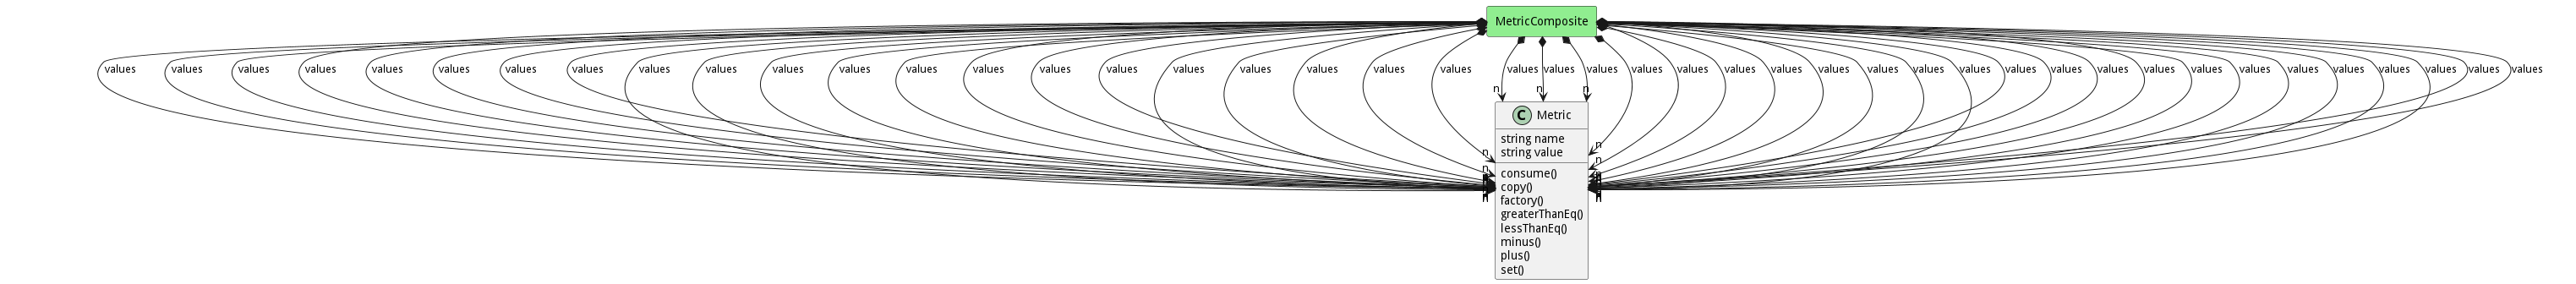 MetricComposite
values values values values values values values values values values values values values values values values values values values values values values values values values values values values values values values values values values values values values values values values values values values values
n n n
C Metric
string name
n
string value
n
n
n
consume()
copy()
factory()
n
n
greaterThanEq()
lessThanEq()
minus()
plus()
set()